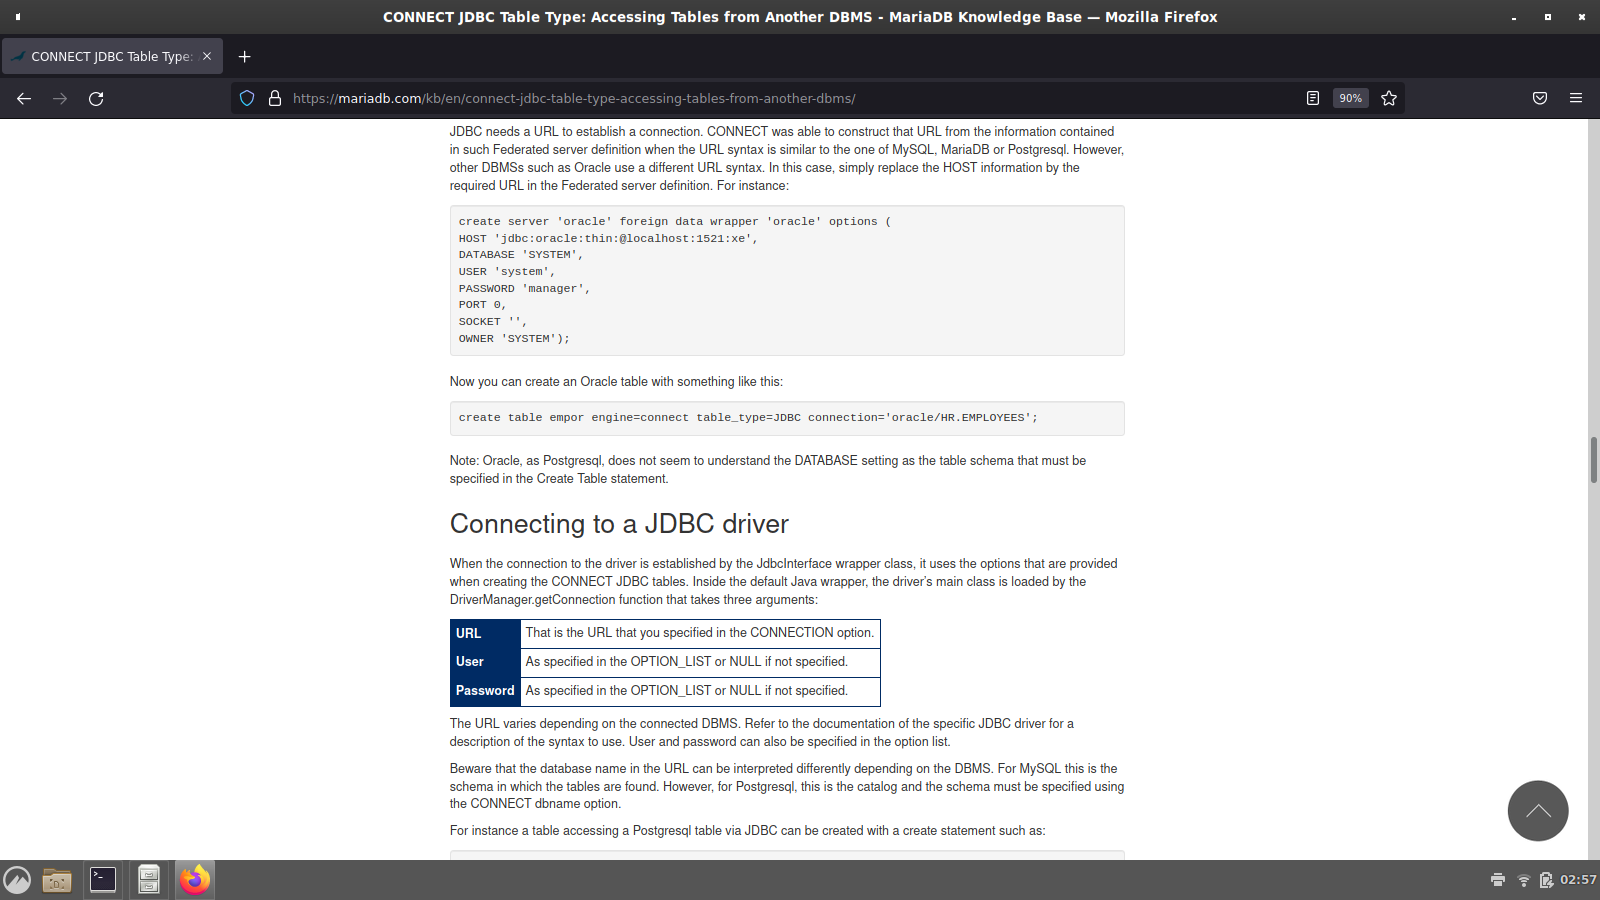 CONNECT JDBC Table Type: Accessing Tables from Another DBMS - MariaDB Knowledge Base — Mozilla Firefox
CONNECT JDBC Table Type:
https://mariadb.com/kb/en/connect-jdbc-table-type-accessing-tables-from-another-dbms/
90%
JDBC needs a URL to establish a connection. CONNECT was able to construct that URL from the information contained
in such Federated server definition when the URL syntax is similar to the one of MySQL, MariaDB or Postgresql. However,
other DBMSs such as Oracle use a different URL syntax. In this case, simply replace the HOST information by the
required URL in the Federated server definition. For instance:
create server 'oracle' foreign data wrapper 'oracle' options (
HOST 'jdbc:oracle:thin:@localhost:1521:xe',
DATABASE 'SYSTEM',
USER 'system',
PASSWORD 'manager',
PORT 0,
SOCKET '',
OWNER 'SYSTEM');
Now you can create an Oracle table with something like this:
create table empor engine=connect table_type=JDBC connection='oracle/HR.EMPLOYEES';
Note: Oracle, as Postgresql, does not seem to understand the DATABASE setting as the table schema that must be
specified in the Create Table statement.
Connecting to a JDBC driver
When the connection to the driver is established by the JdbcInterface wrapper class, it uses the options that are provided
when creating the CONNECT JDBC tables. Inside the default Java wrapper, the driver's main class is loaded by the
DriverManager.getConnection function that takes three arguments:
URL That is the URL that you specified in the CONNECTION option.
User As specified in the OPTION_LIST or NULL if not specified.
Password As specified in the OPTION_LIST or NULL if not specified.
The URL varies depending on the connected DBMS. Refer to the documentation of the specific JDBC driver for a
description of the syntax to use. User and password can also be specified in the option list.
Beware that the database name in the URL can be interpreted differently depending on the DBMS. For MySQL this is the
schema in which the tables are found. However, for Postgresql, this is the catalog and the schema must be specified using
the CONNECT dbname option.
For instance a table accessing a Postgresql table via JDBC can be created with a create statement such as:
02:57